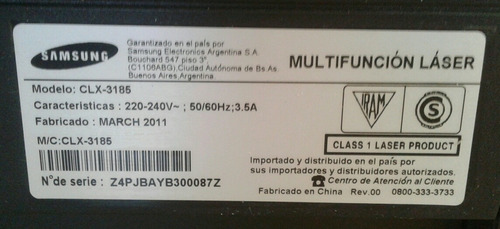 SAMSUNG
Garantizado en el país por
Samsung Electronics Argentina S.A.
Bouchard 547 piso 3°,
(C1106ABG),Ciudad Autónoma de Bs.As.
Buenos Aires,Argentina
MULTIFUNCIÓN LÁSER
Modelo: CLX-3185
Caracteristicas : 220-240V~ ; 50/60Hz;3.5A
Fabricado : MARCH 2011
M/C:CLX-3185
IRAM
S
CLASS 1 LASER PRODUCT
N°de serie : Z4PJBAYB300087Z
Importado y distribuido en el país por
sus importadores y distribuidores autorizados.
Centro de Atención al Cliente
Fabricado en China Rev.00 0800-333-3733